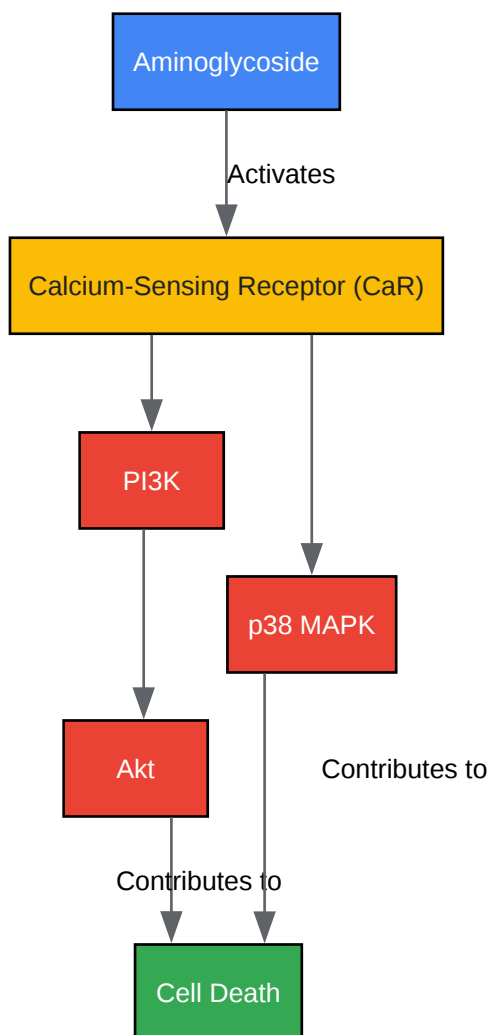 Aminoglycoside
Activates
Calcium-Sensing Receptor (CaR)
PI3K
p38 MAPK
Akt
Contributes to
Contributes to
Cell Death